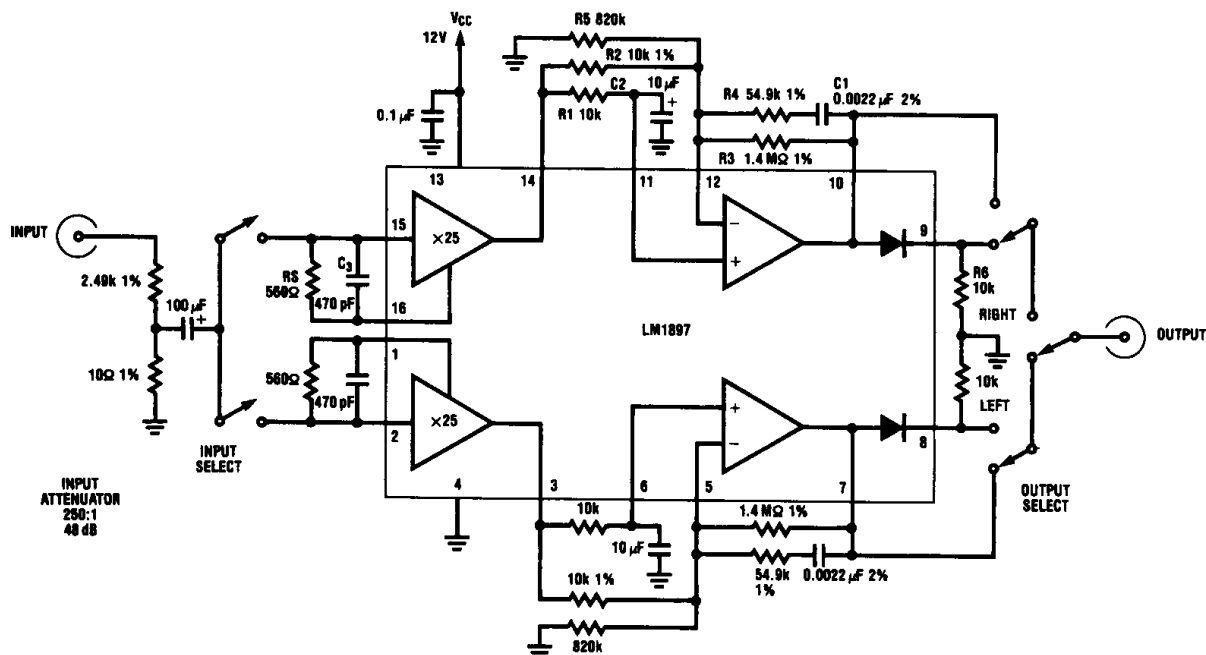 VCC
12V
R5 820k
R2 10k 1%
C2
10 µF
+
R1 10k
0.1 µF
R4 54.9k 1%
C1
0.0022 µF 2%
R3 1.4 MΩ 1%
13
14
11
12
10
INPUT
15
×25
−
+
9
2.49k 1%
RS
560Ω
C3
470 pF
16
R6
10k
100 µF
+
LM1897
RIGHT
OUTPUT
1
10Ω 1%
560Ω
470 pF
10k
×25
+
−
LEFT
2
8
INPUT
SELECT
INPUT
ATTENUATOR
250:1
48 dB
4
3
6
5
7
OUTPUT
SELECT
10k
10 µF
1.4 MΩ 1%
54.9k
1%
0.0022 µF 2%
10k 1%
820k